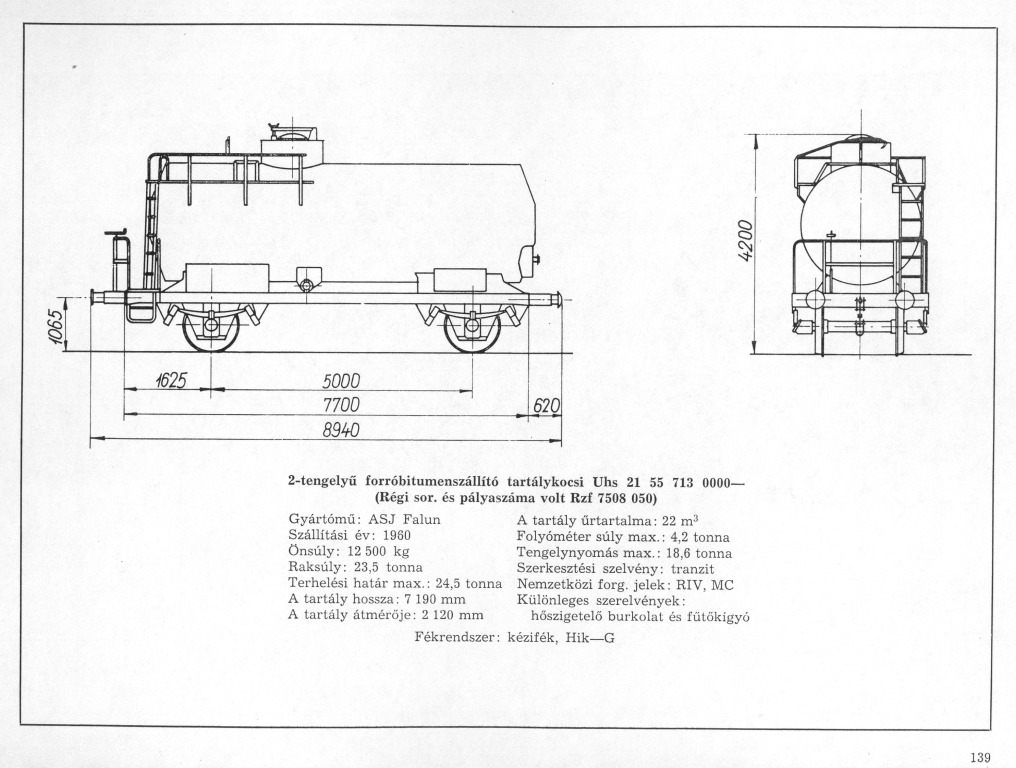 4200
1065
1625
5000
7700
620
8940
2-tengelyű forróbitumenszállító tartálykocsi Uhs 21 55 713 0000—
(Régi sor. és pályaszáma volt Rzf 7508 050)
Gyártómű: ASJ Falun
Szállítási év: 1960
Önsúly: 12 500 kg
Raksúly: 23,5 tonna
Terhelési határ max.: 24,5 tonna
A tartály hossza: 7 190 mm
A tartály átmérője: 2 120 mm
A tartály űrtartalma: 22 m³
Folyóméter súly max.: 4,2 tonna
Tengelynyomás max.: 18,6 tonna
Szerkesztési szelvény: tranzit
Nemzetközi forg. jelek: RIV, MC
Különleges szerelvények:
hőszigetelő burkolat és fűtőkígyó
Fékrendszer: kézifék, Hik—G
139